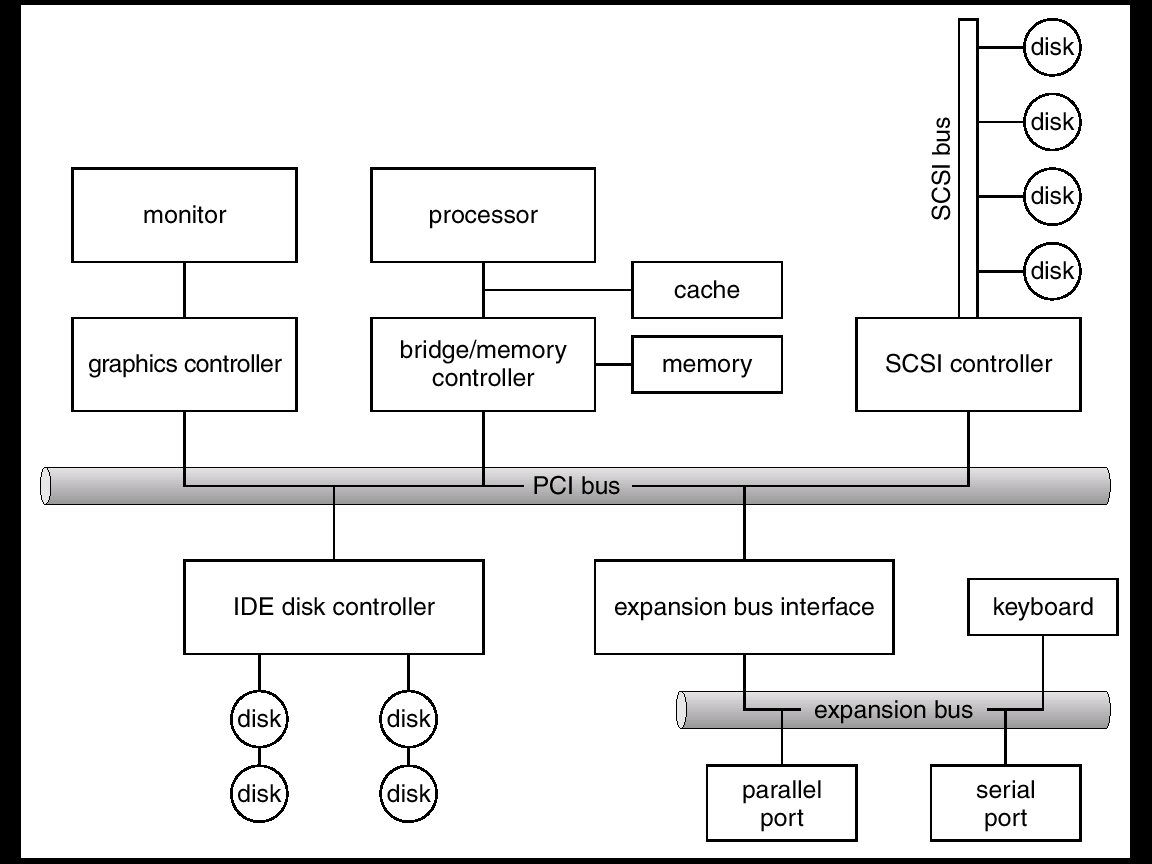 disk
disk
SCSI bus
disk
disk
monitor
processor
cache
graphics controller
bridge/memory
controller
memory
SCSI controller
PCI bus
IDE disk controller
expansion bus interface
keyboard
disk
disk
expansion bus
disk
disk
parallel
port
serial
port